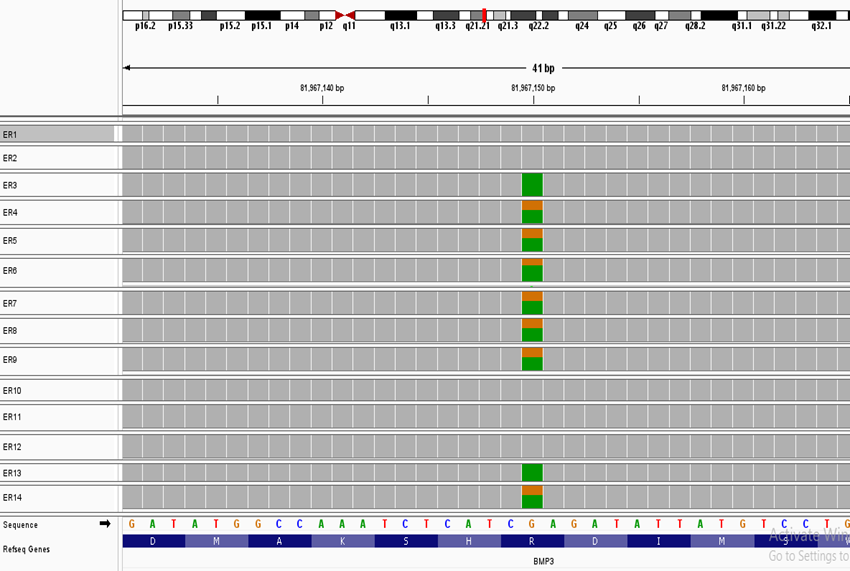 p16.2 p15.33 p15.2 p15.1 p14 p12 q11 q13.1 q13.3 q21.21 q21.3 q22.2 q24 q25 q26 q27 q28.2 q31.1 q31.22 q32.1
41 bp
81,967,140 bp 81,967,150 bp 81,967,160 bp
ER1
ER2
ER3
ER4
ER5
ER6
ER7
ER8
ER9
ER10
ER11
ER12
ER13
ER14
Sequence G A T A T G G C C A A A T C T C A T C G A G A T A T T A T G T C C T G
Refseq Genes D M A K S H R D I M S
BMP3
Activate Win
Go to Settings to